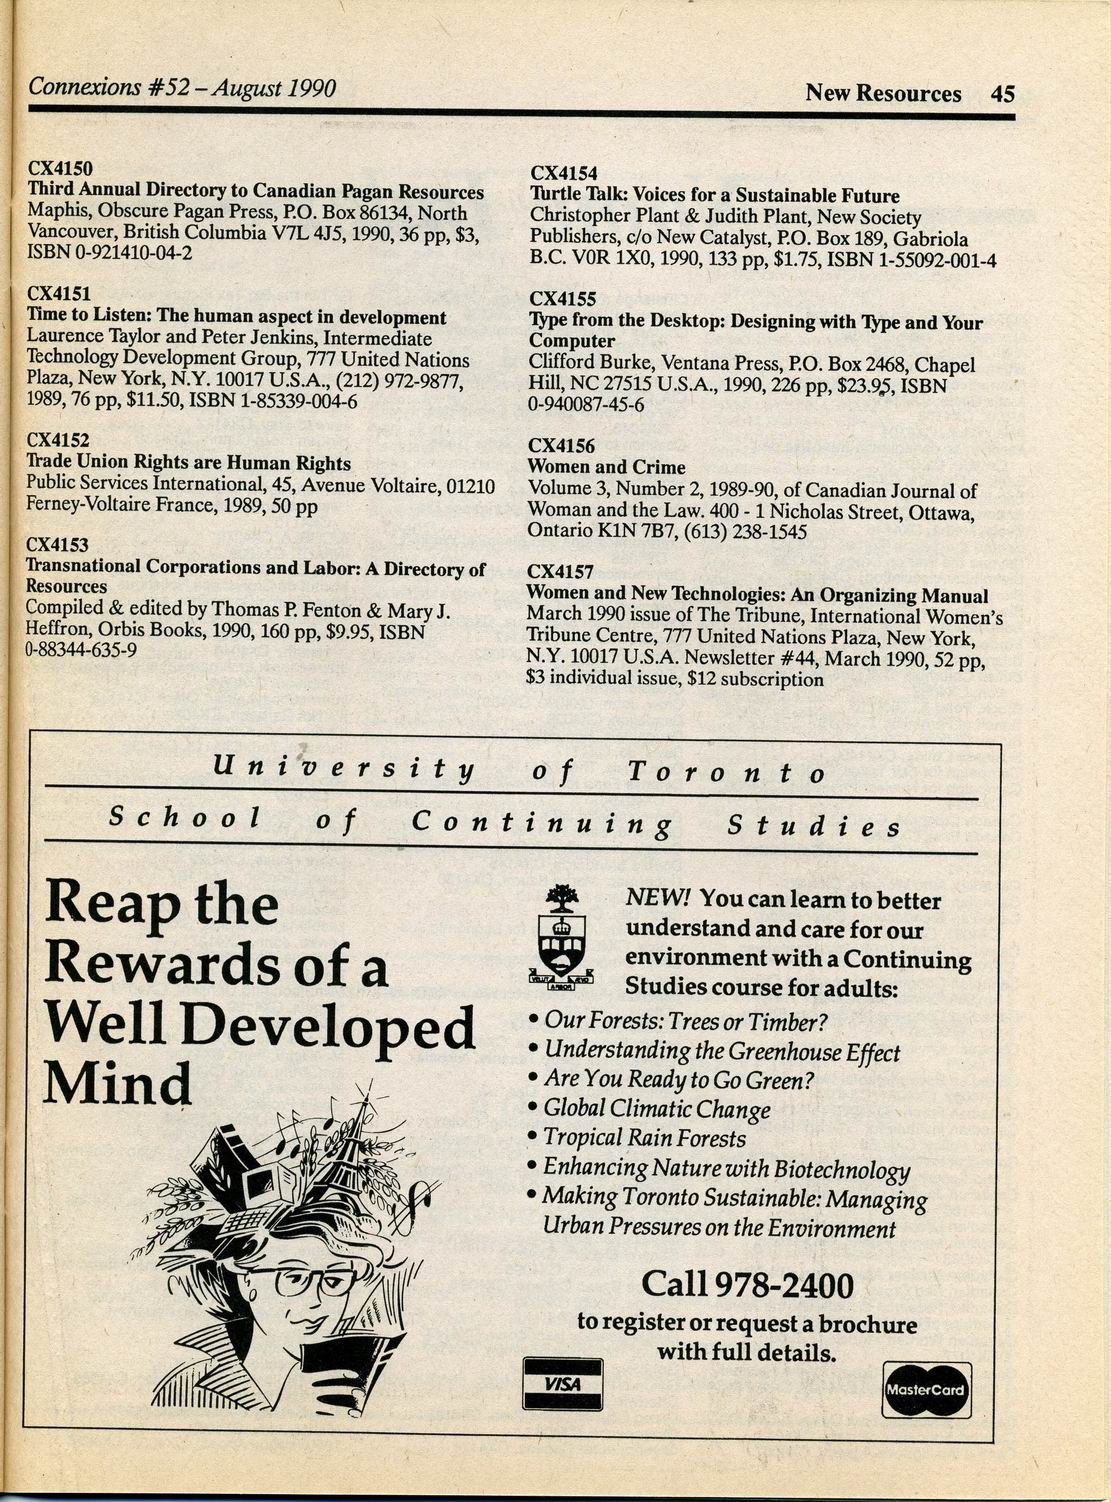 Connexions #52 – August 1990
New Resources 45
CX4150
Third Annual Directory to Canadian Pagan Resources
Maphis, Obscure Pagan Press, P.O. Box 86134, North
Vancouver, British Columbia V7L 4J5, 1990, 36 pp, $3,
ISBN 0-921410-04-2
CX4151
Time to Listen: The human aspect in development
Laurence Taylor and Peter Jenkins, Intermediate
Technology Development Group, 777 United Nations
Plaza, New York, N.Y. 10017 U.S.A., (212) 972-9877,
1989, 76 pp, $11.50, ISBN 1-85339-004-6
CX4152
Trade Union Rights are Human Rights
Public Services International, 45, Avenue Voltaire, 01210
Ferney-Voltaire France, 1989, 50 pp
CX4153
Transnational Corporations and Labor: A Directory of
Resources
Compiled & edited by Thomas P. Fenton & Mary J.
Heffron, Orbis Books, 1990, 160 pp, $9.95, ISBN
0-88344-635-9
CX4154
Turtle Talk: Voices for a Sustainable Future
Christopher Plant & Judith Plant, New Society
Publishers, c/o New Catalyst, P.O. Box 189, Gabriola
B.C. V0R 1X0, 1990, 133 pp, $1.75, ISBN 1-55092-001-4
CX4155
Type from the Desktop: Designing with Type and Your
Computer
Clifford Burke, Ventana Press, P.O. Box 2468, Chapel
Hill, NC 27515 U.S.A., 1990, 226 pp, $23.95, ISBN
0-940087-45-6
CX4156
Women and Crime
Volume 3, Number 2, 1989-90, of Canadian Journal of
Woman and the Law. 400 - 1 Nicholas Street, Ottawa,
Ontario K1N 7B7, (613) 238-1545
CX4157
Women and New Technologies: An Organizing Manual
March 1990 issue of The Tribune, International Women's
Tribune Centre, 777 United Nations Plaza, New York,
N.Y. 10017 U.S.A. Newsletter #44, March 1990, 52 pp,
$3 individual issue, $12 subscription
University of Toronto
School of Continuing Studies
Reap the
Rewards of a
Well Developed
Mind
VELUT ARBOR ÆVO
NEW! You can learn to better
understand and care for our
environment with a Continuing
Studies course for adults:
• Our Forests: Trees or Timber?
• Understanding the Greenhouse Effect
• Are You Ready to Go Green?
• Global Climatic Change
• Tropical Rain Forests
• Enhancing Nature with Biotechnology
• Making Toronto Sustainable: Managing
Urban Pressures on the Environment
Call 978-2400
to register or request a brochure
with full details.
VISA
MasterCard